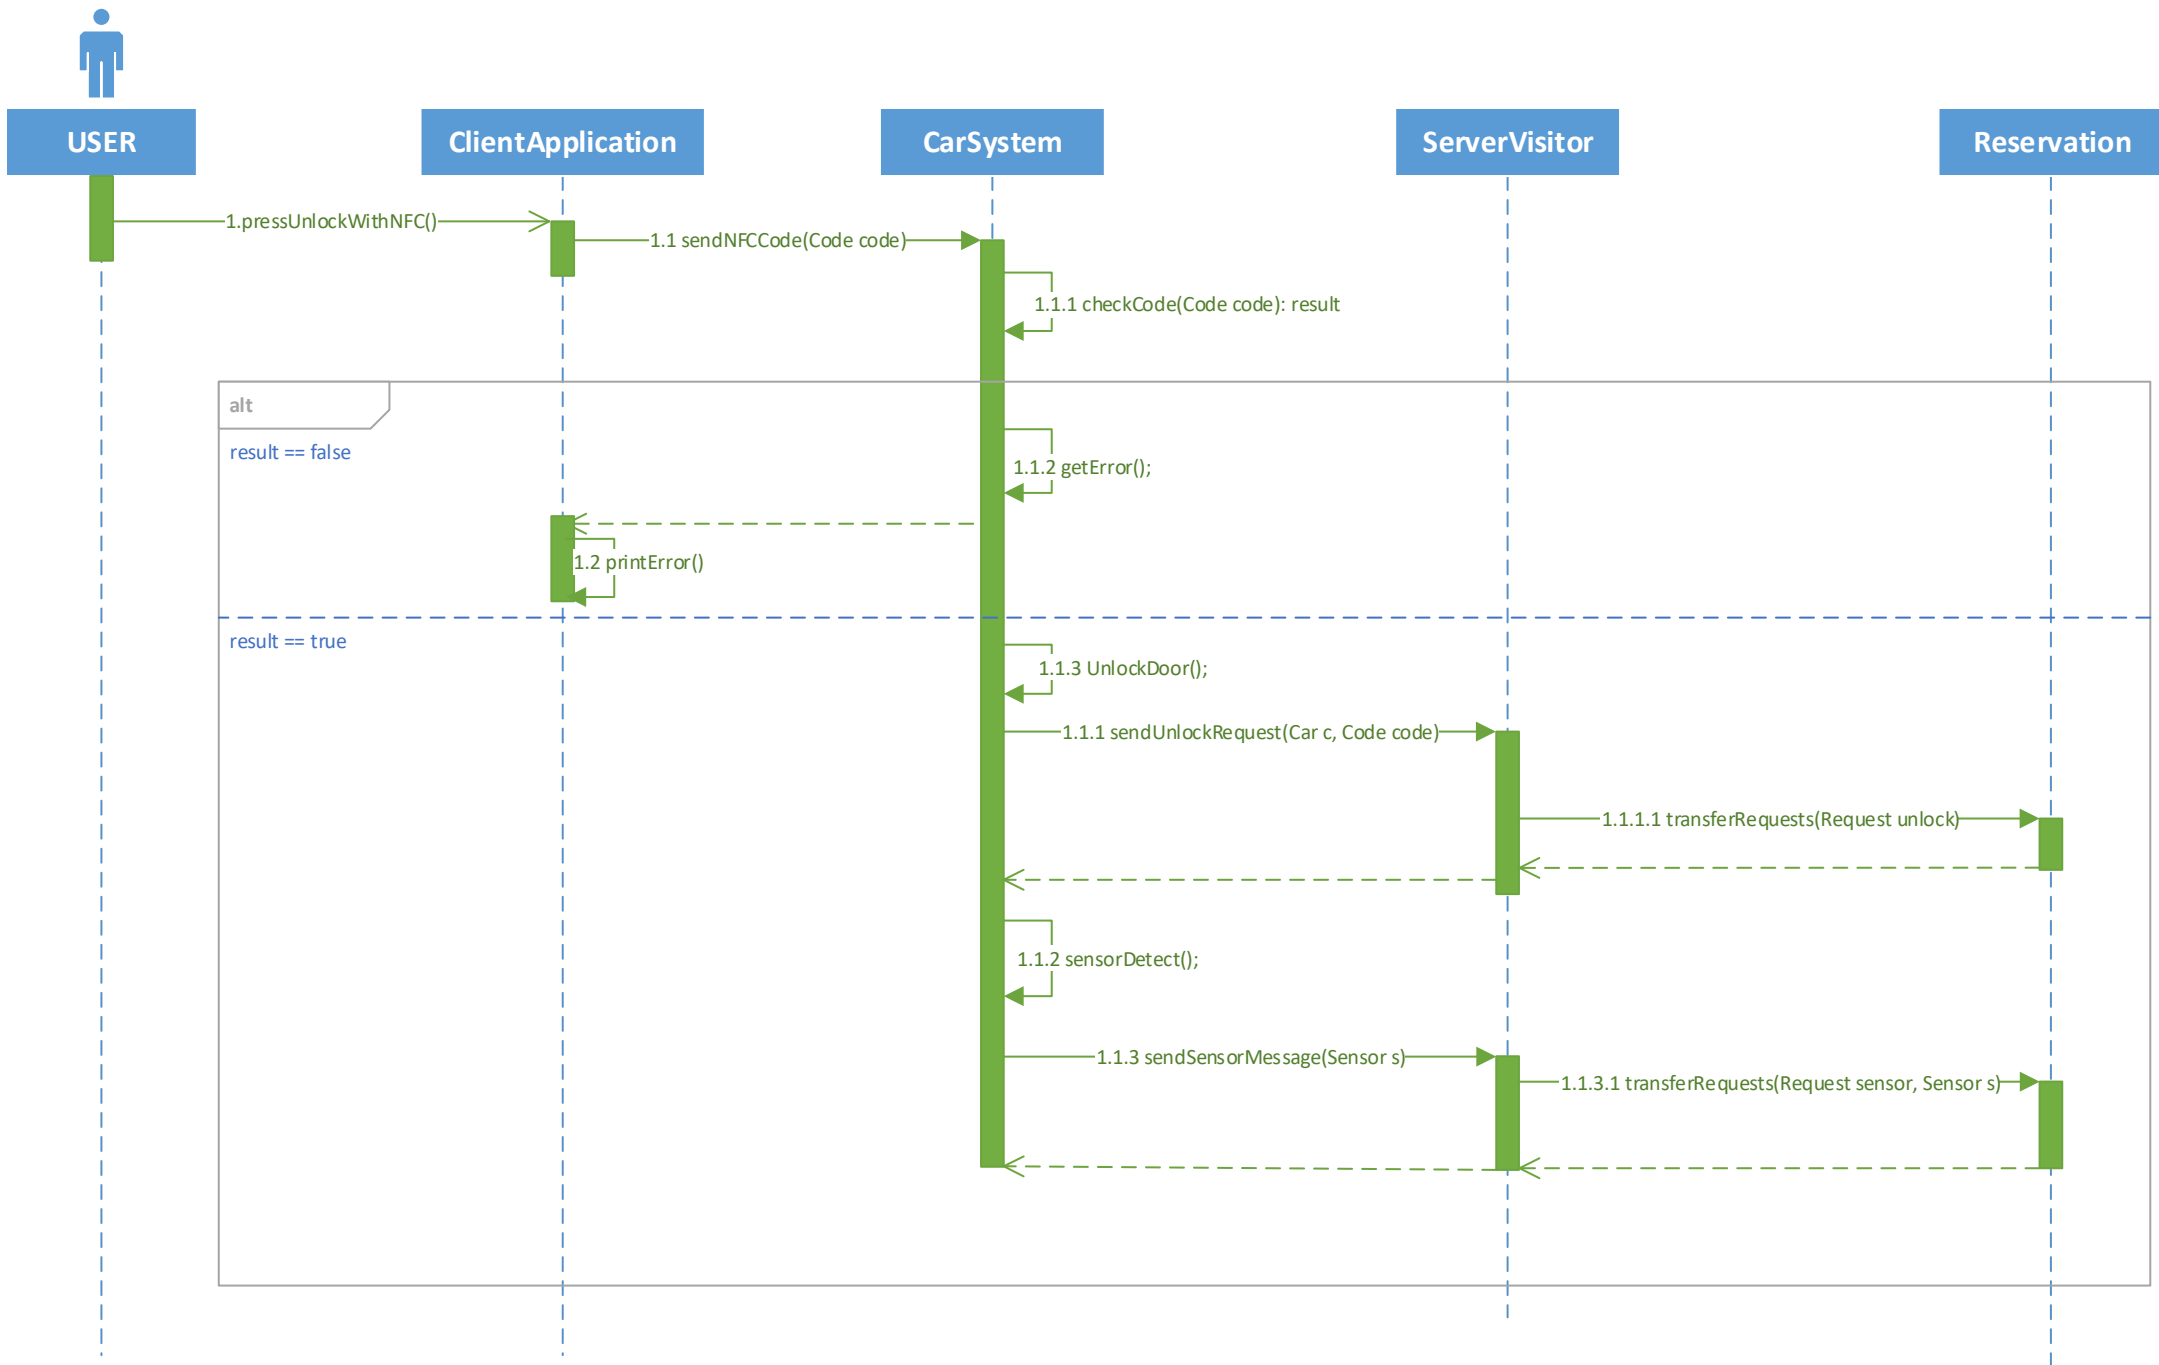 USER
ClientApplication
CarSystem
ServerVisitor
Reservation
1.pressUnlockWithNFC()
1.1 sendNFCCode(Code code)
1.1.1 checkCode(Code code): result
alt
result == false
1.1.2 getError();
1.2 printError()
result == true
1.1.3 UnlockDoor();
1.1.1 sendUnlockRequest(Car c, Code code)
1.1.1.1 transferRequests(Request unlock)
1.1.2 sensorDetect();
1.1.3 sendSensorMessage(Sensor s)
1.1.3.1 transferRequests(Request sensor, Sensor s)